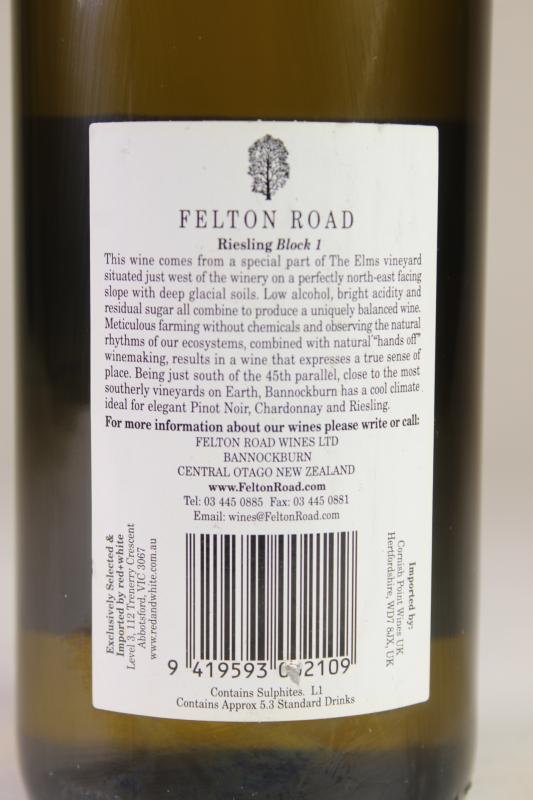 FELTON ROAD
Riesling Block 1
This wine comes from a special part of The Elms vineyard
situated just west of the winery on a perfectly north-east facing
slope with deep glacial soils. Low alcohol, bright acidity and
residual sugar all combine to produce a uniquely balanced wine.
Meticulous farming without chemicals and observing the natural
rhythms of our ecosystems, combined with natural "hands off"
winemaking, results in a wine that expresses a true sense of
place. Being just south of the 45th parallel, close to the most
southerly vineyards on Earth, Bannockburn has a cool climate
ideal for elegant Pinot Noir, Chardonnay and Riesling.
For more information about our wines please write or call:
FELTON ROAD WINES LTD
BANNOCKBURN
CENTRAL OTAGO NEW ZEALAND
www.FeltonRoad.com
Tel: 03 445 0885 Fax: 03 445 0881
Email: wines@FeltonRoad.com
Exclusively Selected &
Imported by red+white
Level 3, 112 Trenerry Crescent
Abbotsford, VIC 3067
www.redandwhite.com.au
Imported by:
Cornish Point Wines UK
Hertfordshire, WD7 8JX, UK
9 419593 2109
Contains Sulphites. L1
Contains Approx 5.3 Standard Drinks